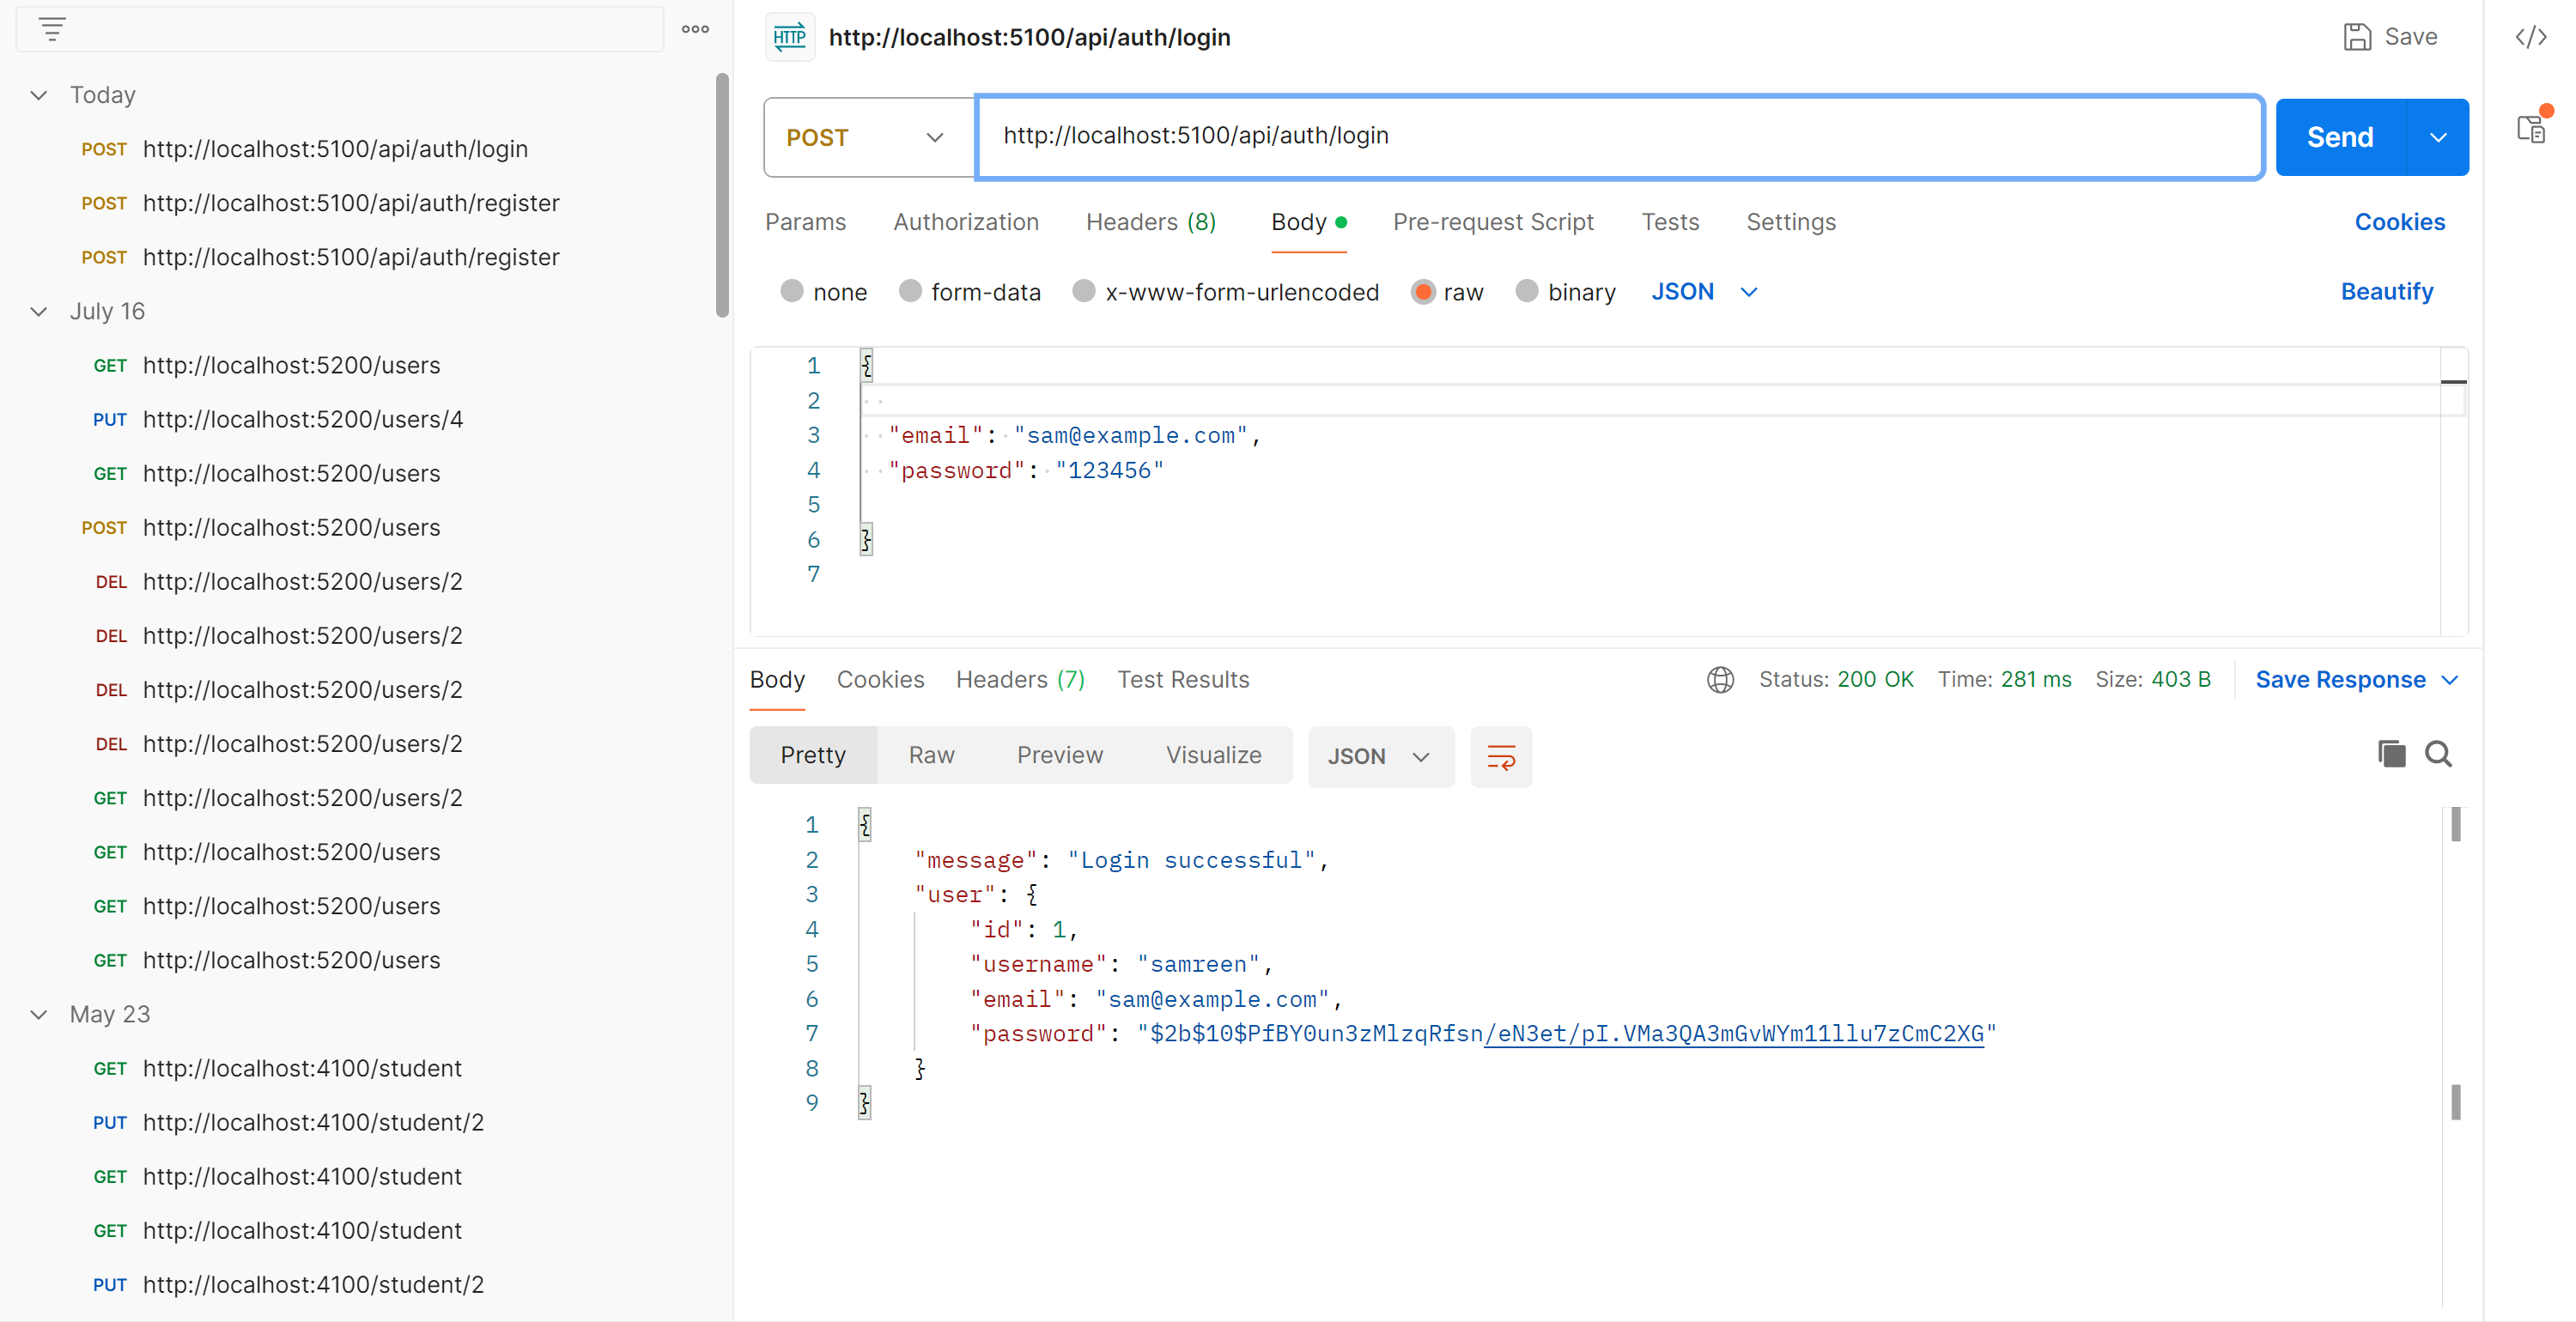 Today
POST http://localhost:5100/api/auth/login
POST http://localhost:5100/api/auth/register
POST http://localhost:5100/api/auth/register
July 16
GET http://localhost:5200/users
PUT http://localhost:5200/users/4
GET http://localhost:5200/users
POST http://localhost:5200/users
DEL http://localhost:5200/users/2
DEL http://localhost:5200/users/2
DEL http://localhost:5200/users/2
DEL http://localhost:5200/users/2
GET http://localhost:5200/users/2
GET http://localhost:5200/users
GET http://localhost:5200/users
GET http://localhost:5200/users
May 23
GET http://localhost:4100/student
PUT http://localhost:4100/student/2
GET http://localhost:4100/student
GET http://localhost:4100/student
PUT http://localhost:4100/student/2
HTTP http://localhost:5100/api/auth/login Save
POST http://localhost:5100/api/auth/login Send
Params Authorization Headers (8) Body Pre-request Script Tests Settings Cookies
none form-data x-www-form-urlencoded raw binary JSON Beautify
1 {
2
3 "email": "sam@example.com",
4 "password": "123456"
5
6 }
7
Body Cookies Headers (7) Test Results Status: 200 OK Time: 281 ms Size: 403 B Save Response
Pretty Raw Preview Visualize JSON
1 {
2 "message": "Login successful",
3 "user": {
4 "id": 1,
5 "username": "samreen",
6 "email": "sam@example.com",
7 "password": "$2b$10$PfBY0un3zMlzqRfsn/eN3et/pI.VMa3QA3mGvWYm11llu7zCmC2XG"
8 }
9 }